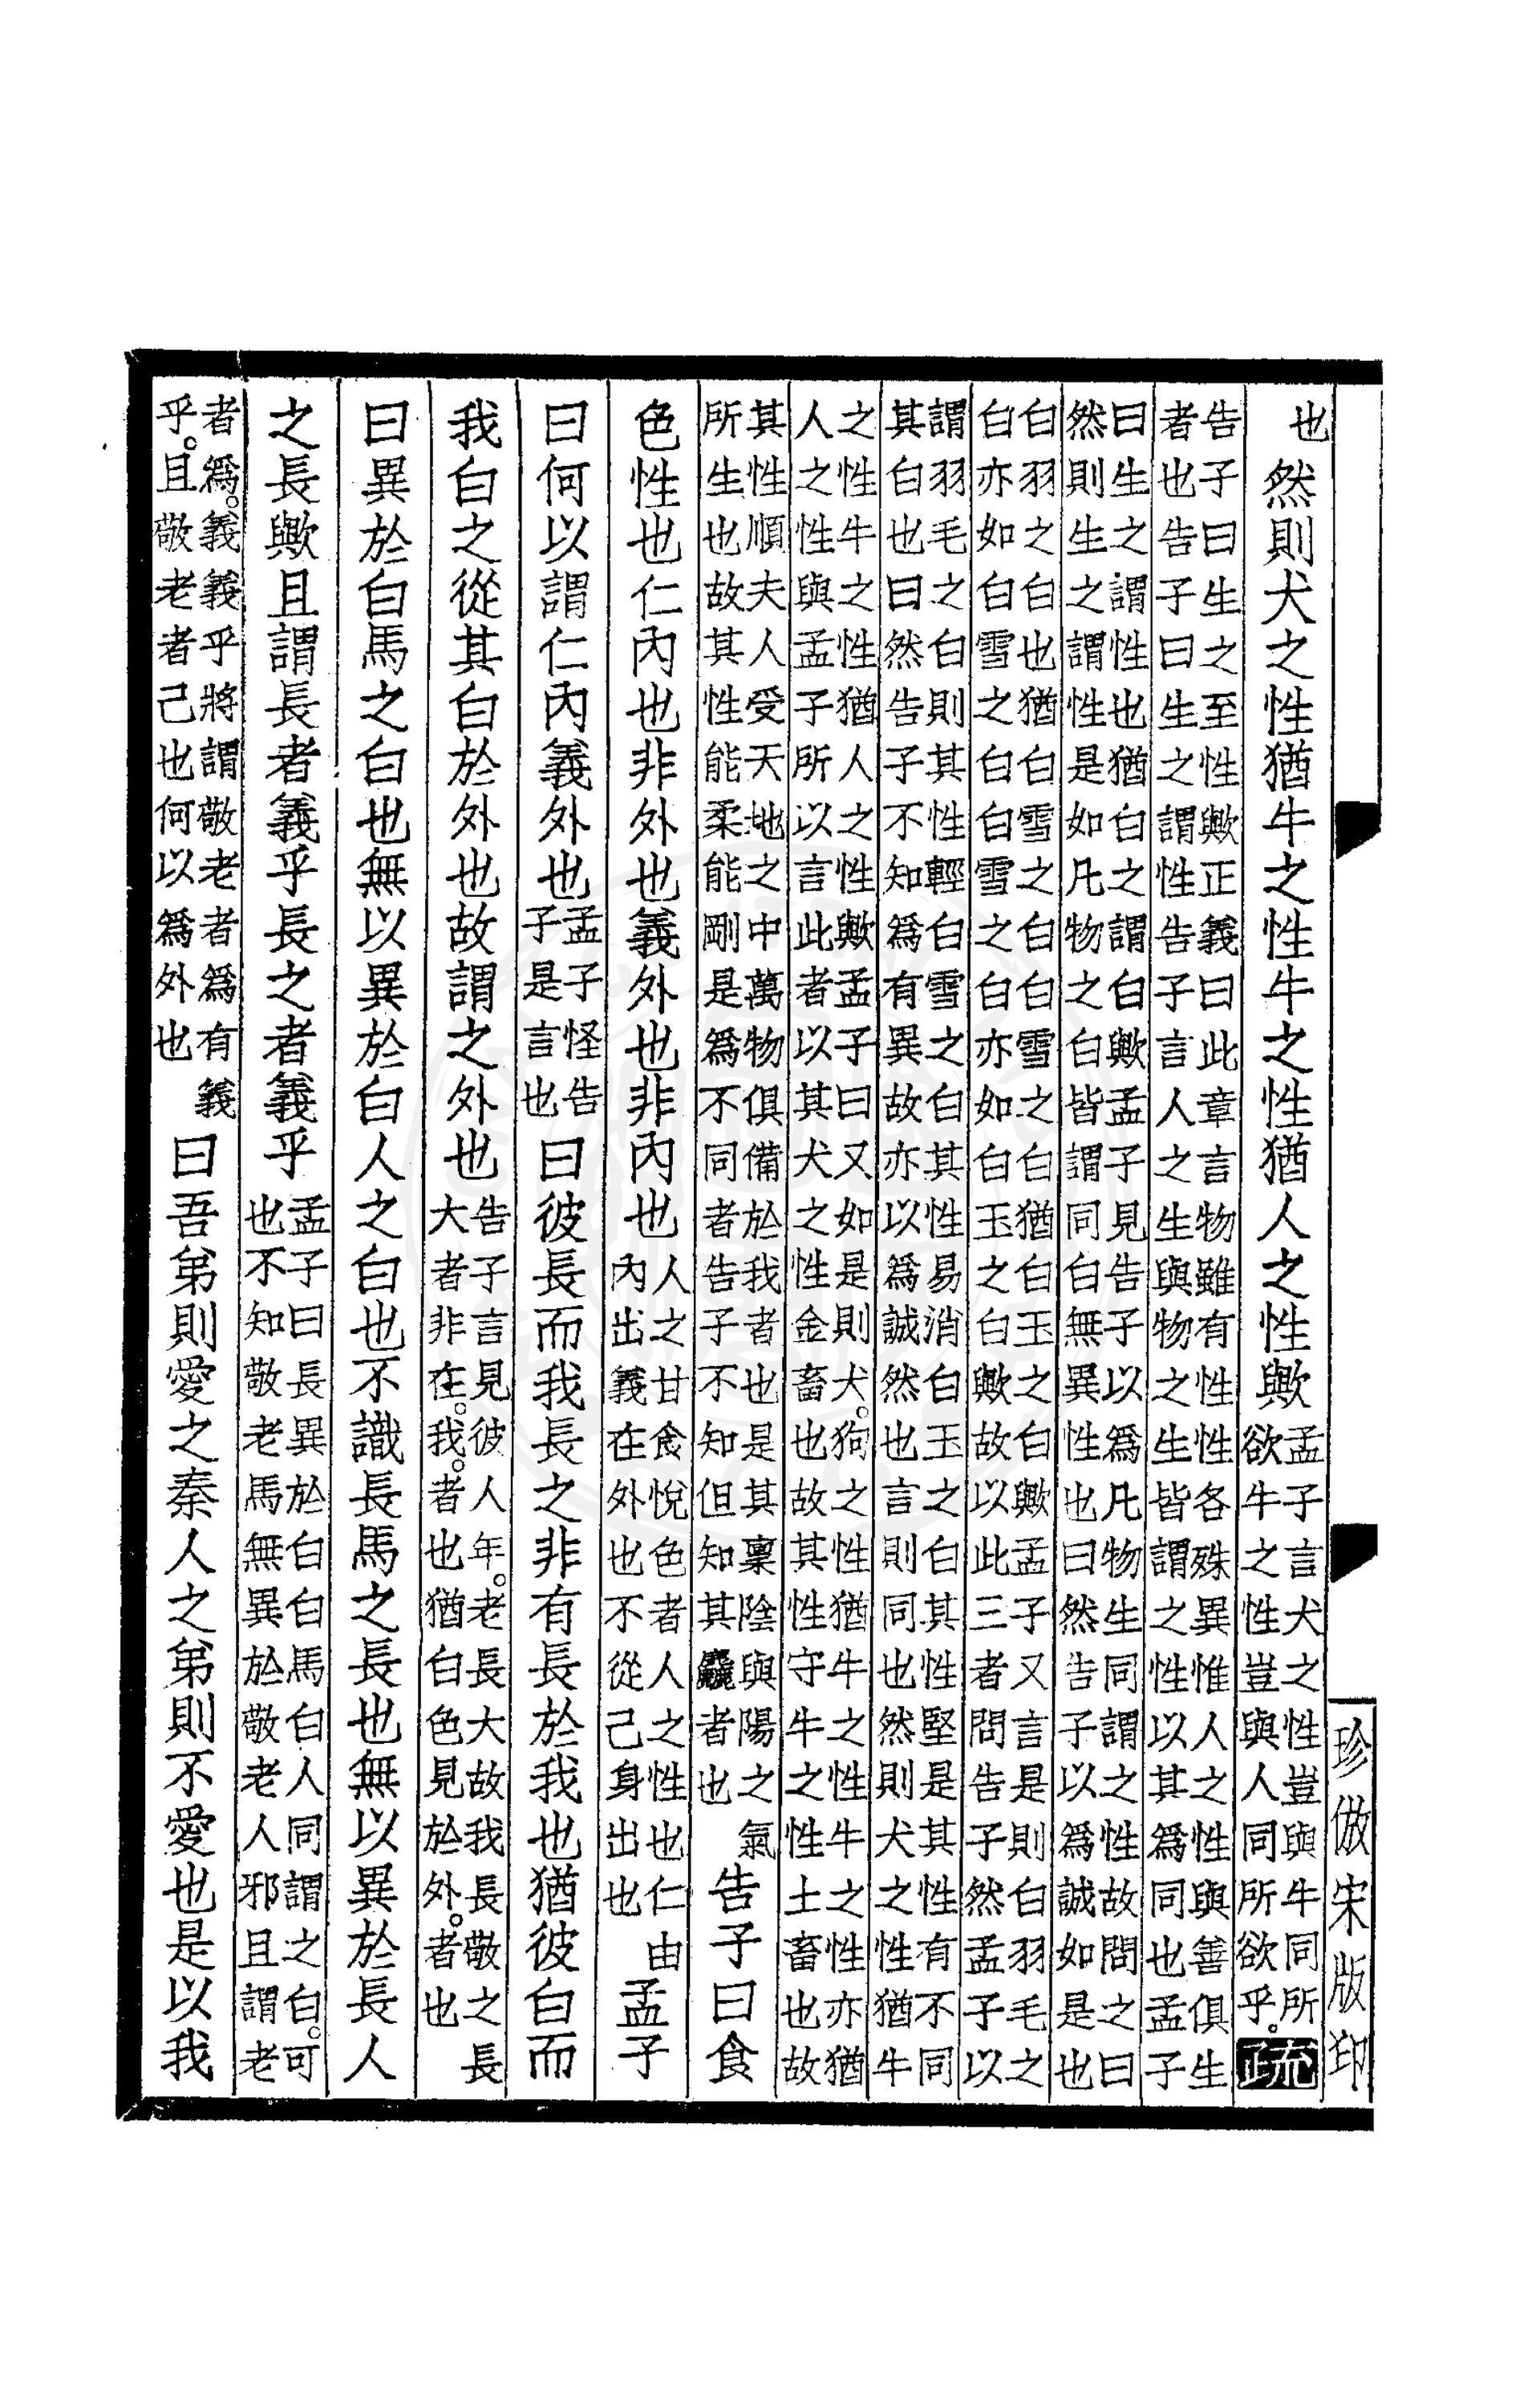 珍倣宋版印
也然則犬之性猶牛之性牛之性猶人之性歟孟子言犬之性豈與牛同所欲牛之性豈與人同所欲乎。疏
告子曰生之至性歟正義曰此章言物雖有性性各殊異惟人之性與善俱生
者也告子曰生之謂性告子言人之生與物之生皆謂之性以其爲同也孟子
曰生之謂性也猶白之謂白歟孟子見告子以爲凡物生同謂之性故問之曰
然則生之謂性是如凡物之白皆謂同白無異性也曰然告子以爲誠如是也
白羽之白也猶白雪之白白雪之白猶白玉之白歟孟子又言是則白羽毛之
白亦如白雪之白白雪之白亦如白玉之白歟故以此三者問告子然孟子以
謂羽毛之白則其性輕白雪之白其性易消白玉之白其性堅是其性有不同
其白也曰然告子不知爲有異故亦以爲誠然也言則同也然則犬之性猶牛
之性牛之性猶人之性歟孟子曰又如是則犬。狗之性猶牛之性牛之性亦猶
人之性與孟子所以言此者以其犬之性金畜也故其性守牛之性土畜也故
其性順夫人受天地之中萬物俱備於我者也是其稟陰與陽之氣
所生也故其性能柔能剛是爲不同者告子不知但知其麤者也告子曰食
色性也仁內也非外也義外也非內也人之甘食悅色者人之性也仁由內出義在外也不從己身出也孟子
曰何以謂仁內義外也孟子怪告子是言也曰彼長而我長之非有長於我也猶彼白而
我白之從其白於外也故謂之外也告子言見彼人年。老長大故我長敬之長大者非在。我。者也猶白色見於外。者也
曰異於白馬之白也無以異於白人之白也不識長馬之長也無以異於長人
之長歟且謂長者義乎長之者義乎孟子曰長異於白白馬白人同謂之白。可也不知敬老馬無異於敬老人邪且謂老
者爲。義義乎將謂敬老者爲有義乎。且敬老者己也何以爲外也曰吾弟則愛之秦人之弟則不愛也是以我